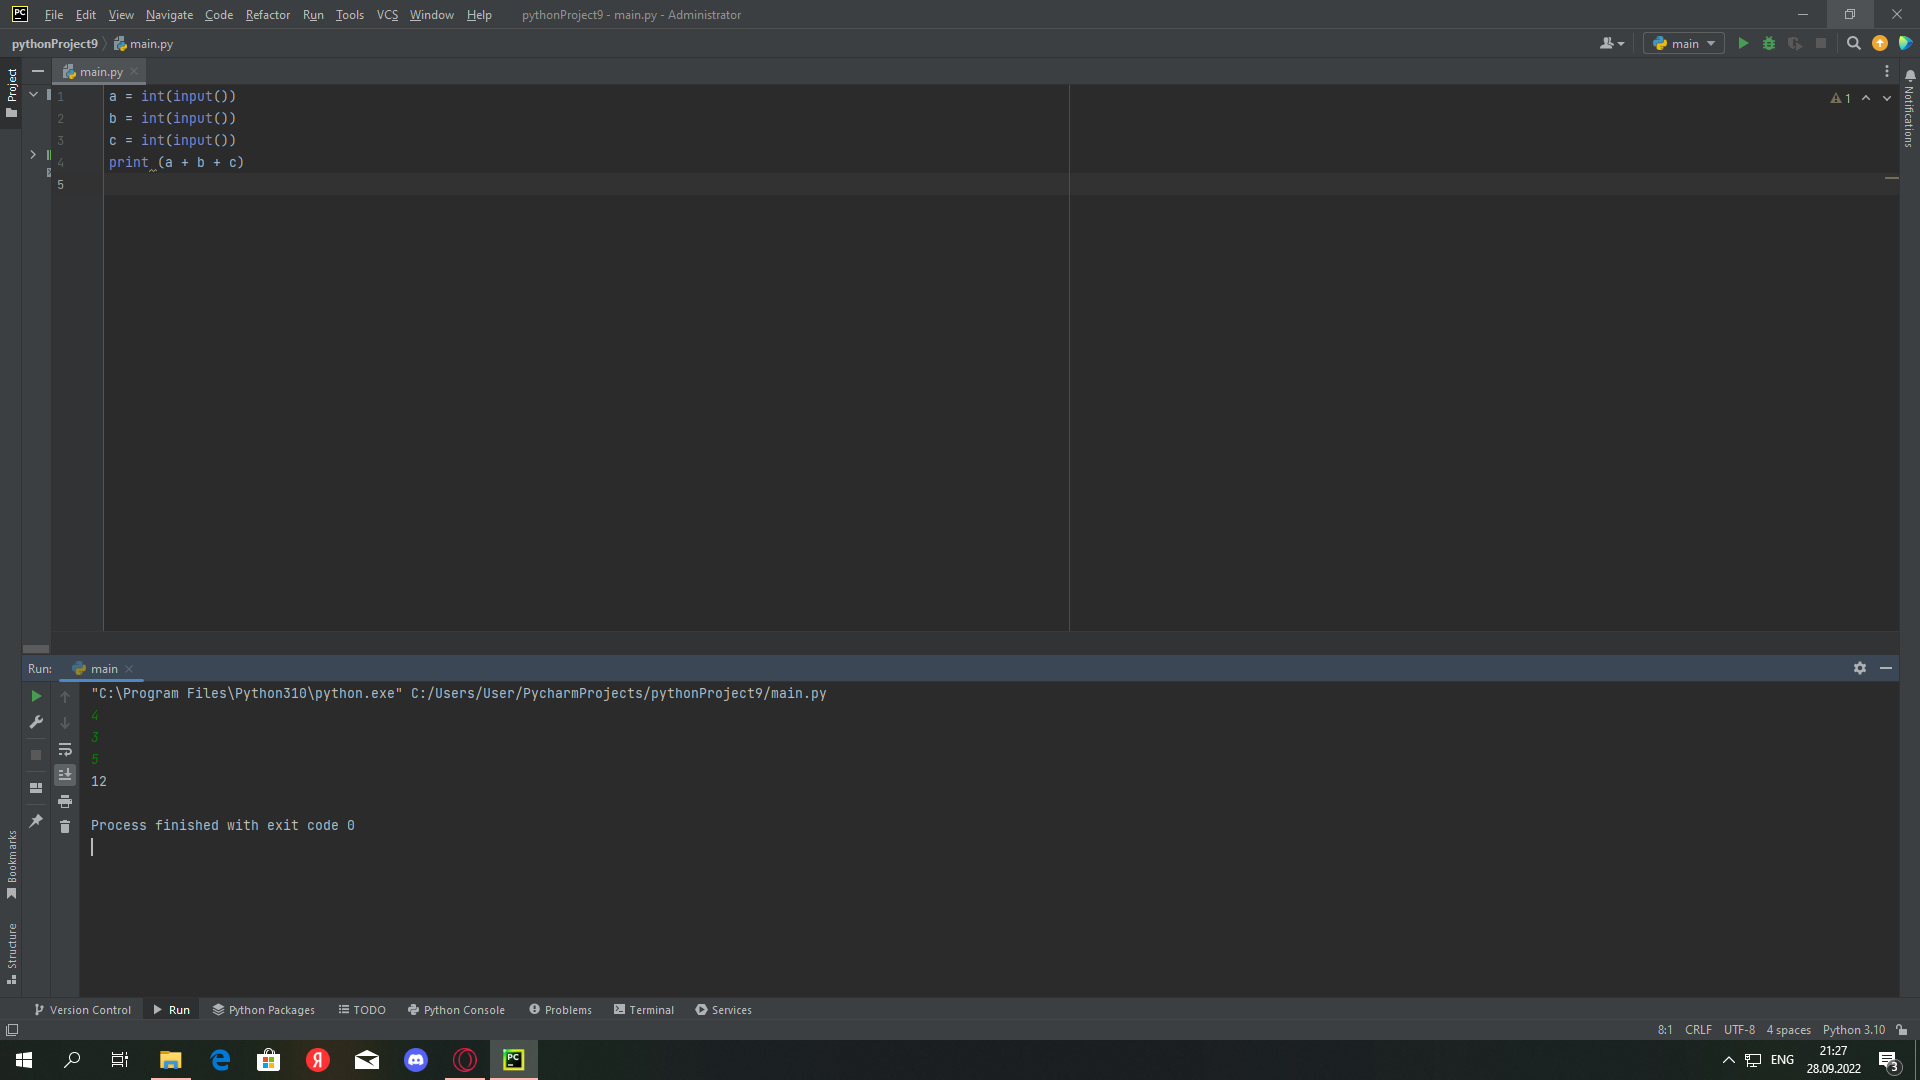 PC File Edit View Navigate Code Refactor Run Tools VCS Window Help pythonProject9 - main.py - Administrator
pythonProject9 main.py main
Project
main.py
1 a = int(input())
2 b = int(input())
3 c = int(input())
4 print (a + b + c)
5
1
Notifications
Run: main
"C:\Program Files\Python310\python.exe" C:/Users/User/PycharmProjects/pythonProject9/main.py
4
3
5
12
Process finished with exit code 0
Bookmarks
Structure
Version Control Run Python Packages TODO Python Console Problems Terminal Services
8:1 CRLF UTF-8 4 spaces Python 3.10
Я PC ENG 21:27
28.09.2022 3